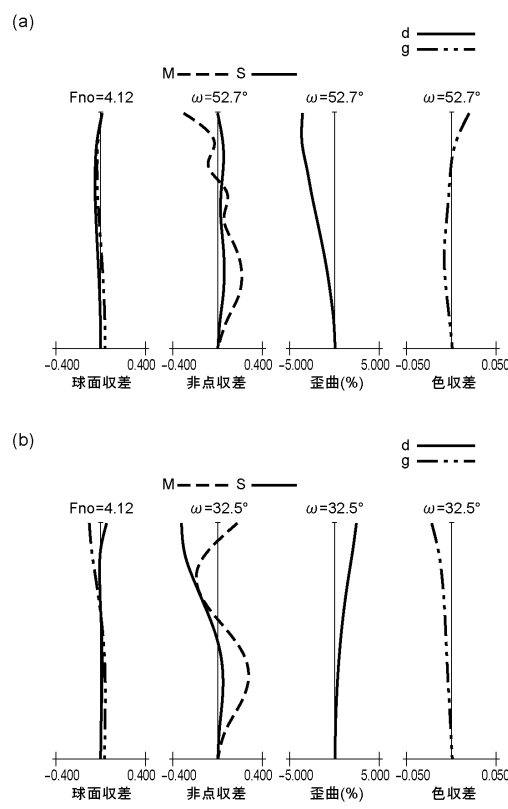 (a)
d
g
M S
Fno=4.12 ω=52.7° ω=52.7° ω=52.7°
-0.400 0.400 -0.400 0.400 -5.000 5.000 -0.050 0.050
球面収差 非点収差 歪曲(%) 色収差
(b)
d
g
M S
Fno=4.12 ω=32.5° ω=32.5° ω=32.5°
-0.400 0.400 -0.400 0.400 -5.000 5.000 -0.050 0.050
球面収差 非点収差 歪曲(%) 色収差